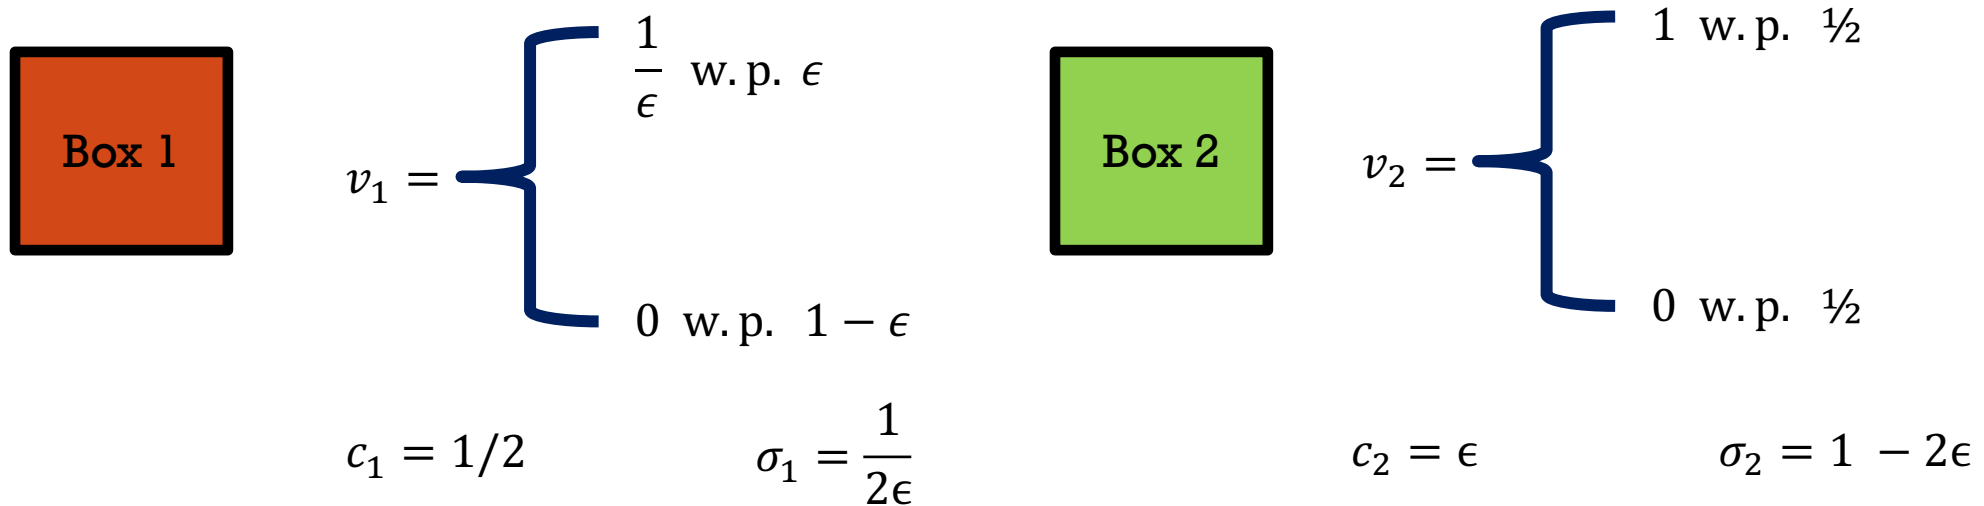 Box 1
v₁ =
1/ϵ w.p. ϵ
0 w.p. 1 − ϵ
c₁ = 1/2
σ₁ = 1/2ϵ
Box 2
v₂ =
1 w.p. ½
0 w.p. ½
c₂ = ϵ
σ₂ = 1 − 2ϵ